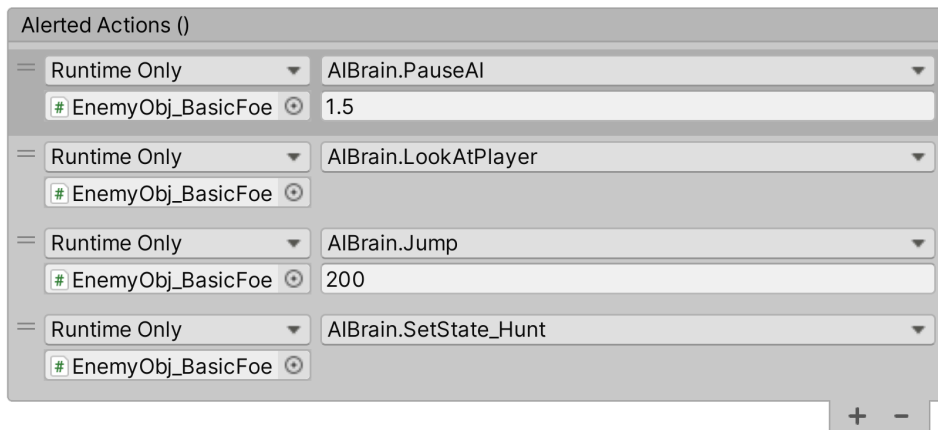 Alerted Actions ()
Runtime Only AIBrain.PauseAI
# EnemyObj_BasicFoe 1.5
Runtime Only AIBrain.LookAtPlayer
# EnemyObj_BasicFoe
Runtime Only AIBrain.Jump
# EnemyObj_BasicFoe 200
Runtime Only AIBrain.SetState_Hunt
# EnemyObj_BasicFoe
+ −